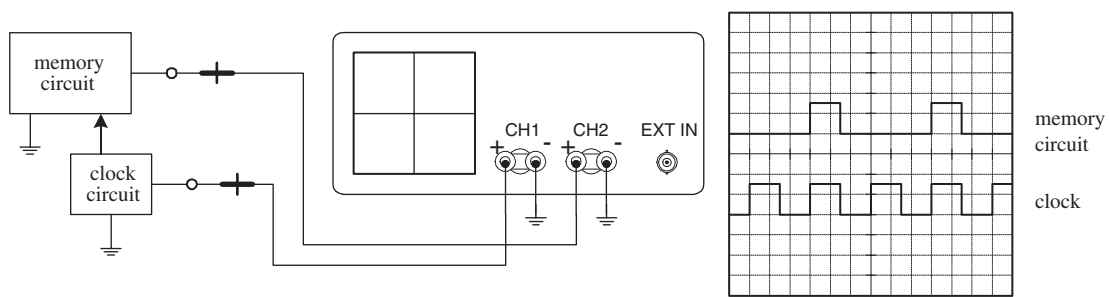 memory
circuit
clock
circuit
CH1
CH2
EXT IN
+
-
+
-
memory
circuit
clock